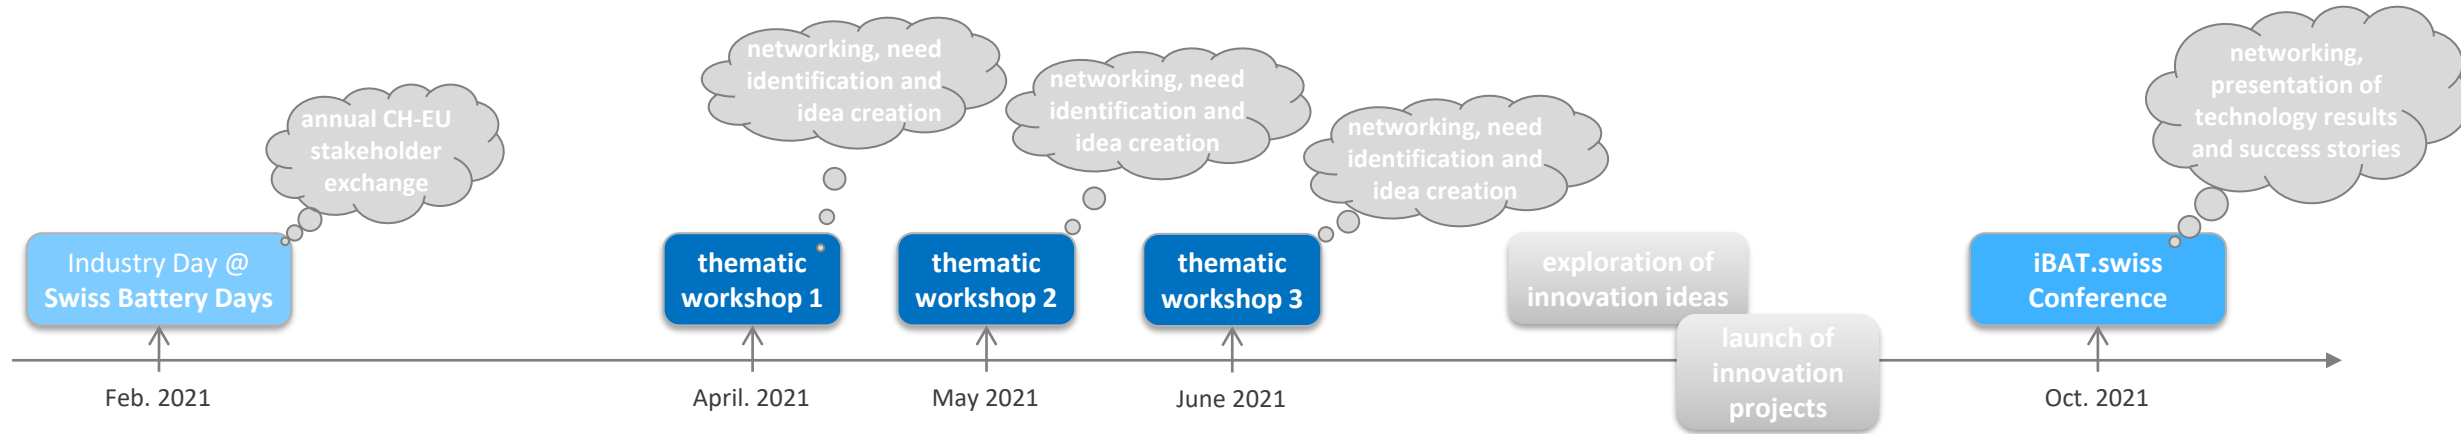 annual CH-EU
stakeholder
exchange
Industry Day @
Swiss Battery Days
Feb. 2021
networking, need
identification and
idea creation
thematic
workshop 1
April. 2021
networking, need
identification and
idea creation
thematic
workshop 2
May 2021
networking, need
identification and
idea creation
thematic
workshop 3
June 2021
exploration of
innovation ideas
launch of
innovation
projects
networking,
presentation of
technology results
and success stories
iBAT.swiss
Conference
Oct. 2021